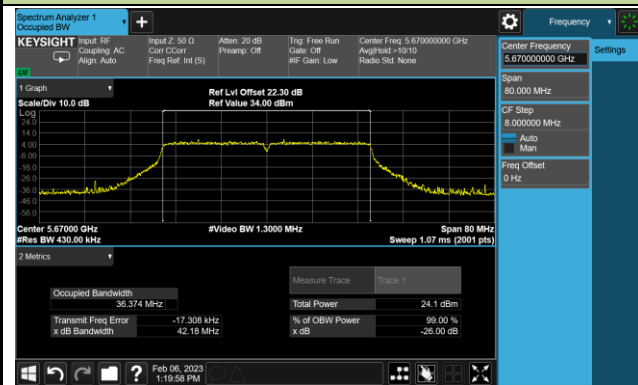 Spectrum Analyzer 1
Occupied BW
Frequency
KEYSIGHT
Input: RF
Coupling: AC
Align: Auto
Input Z: 50 Ω
Corr CCorr
Freq Ref: Int (S)
Atten: 20 dB
Preamp: Off
Trig: Free Run
Gate: Off
#IF Gain: Low
Center Freq: 5.670000000 GHz
Avg|Hold:>10/10
Radio Std: None
LXI
Center Frequency
5.670000000 GHz
Settings
Span
80.000 MHz
CF Step
8.000000 MHz
Auto
Man
Freq Offset
0 Hz
1 Graph
Scale/Div 10.0 dB
Ref Lvl Offset 22.30 dB
Ref Value 34.00 dBm
Log
24.0
14.0
4.00
-6.00
-16.0
-26.0
-36.0
-46.0
-56.0
Center 5.67000 GHz
#Res BW 430.00 kHz
#Video BW 1.3000 MHz
Span 80 MHz
Sweep 1.07 ms (2001 pts)
2 Metrics
Measure Trace
Trace 1
Occupied Bandwidth
36.374 MHz
Total Power
24.1 dBm
Transmit Freq Error
-17.308 kHz
% of OBW Power
99.00 %
x dB Bandwidth
42.18 MHz
x dB
-26.00 dB
Feb 06, 2023
1:19:58 PM